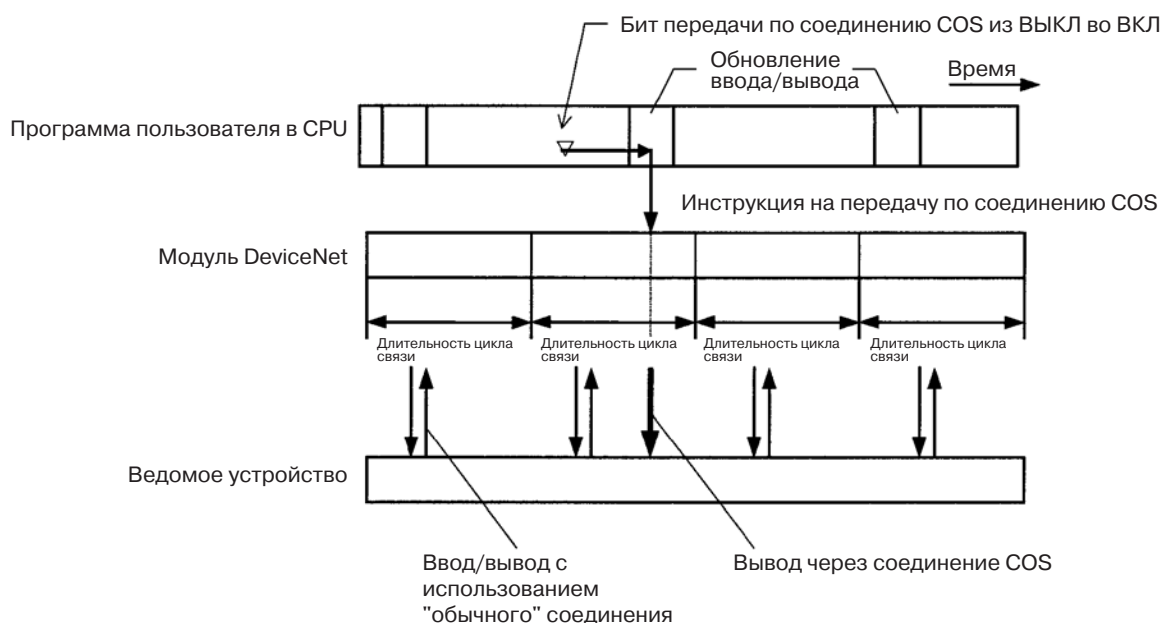 Бит передачи по соединению COS из ВЫКЛ во ВКЛ
Обновление
ввода/вывода
Время
Программа пользователя в CPU
Инструкция на передачу по соединению COS
Модуль DeviceNet
Длительность цикла
связи
Длительность цикла
связи
Длительность цикла
связи
Длительность цикла
связи
Ведомое устройство
Ввод/вывод с
использованием
"обычного" соединения
Вывод через соединение COS